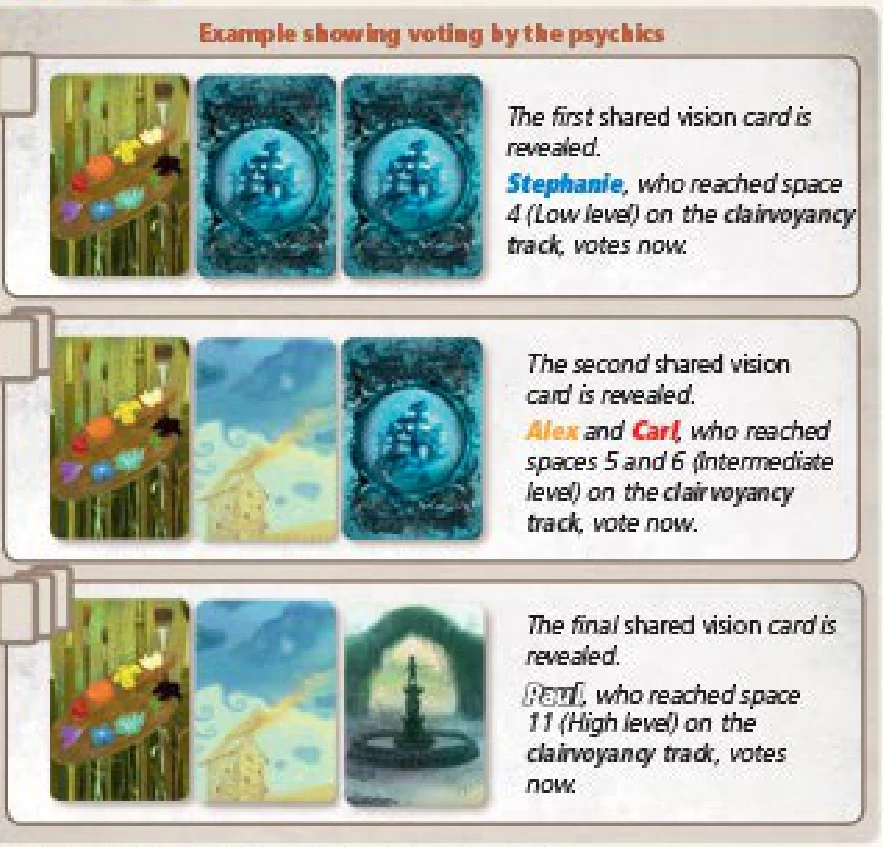 Example showing voting by the psychics
The first shared vision card is
revealed.
Stephanie, who reached space
4 (Low level) on the clairvoyancy
track, votes now.
The second shared vision
card is revealed.
Alex and Carl, who reached
spaces 5 and 6 (Intermediate
level) on the clairvoyancy
track, vote now.
The final shared vision card is
revealed.
Paul, who reached space
11 (High level) on the
clairvoyancy track, votes
now.